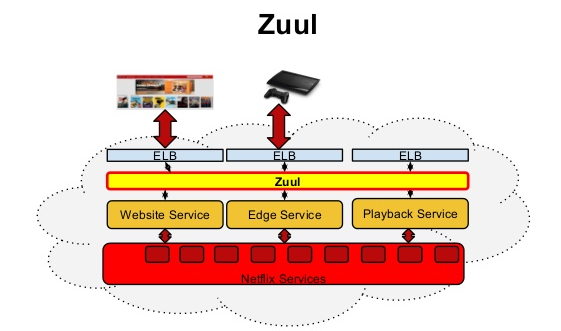 Zuul
ELB
ELB
ELB
Zuul
Website Service
Edge Service
Playback Service
Netflix Services